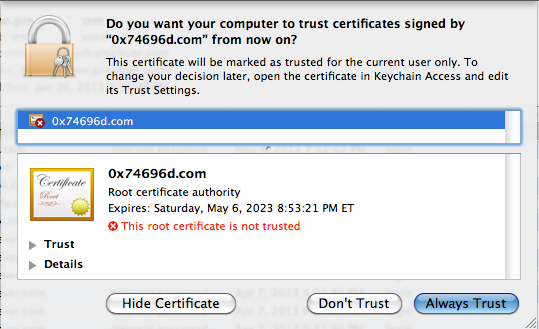 Do you want your computer to trust certificates signed by
"0x74696d.com" from now on?
This certificate will be marked as trusted for the current user only. To
change your decision later, open the certificate in Keychain Access and edit
its Trust Settings.
0x74696d.com
Certificate
Root
0x74696d.com
Root certificate authority
Expires: Saturday, May 6, 2023 8:53:21 PM ET
This root certificate is not trusted
Trust
Details
Hide Certificate
Don't Trust
Always Trust